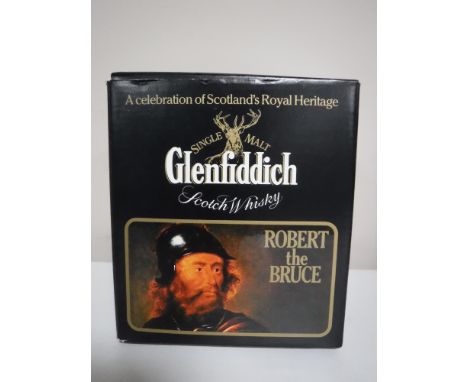 A celebration of Scotland's Royal Heritage
SINGLE MALT
Glenfiddich
Scotch Whisky
ROBERT
the
BRUCE